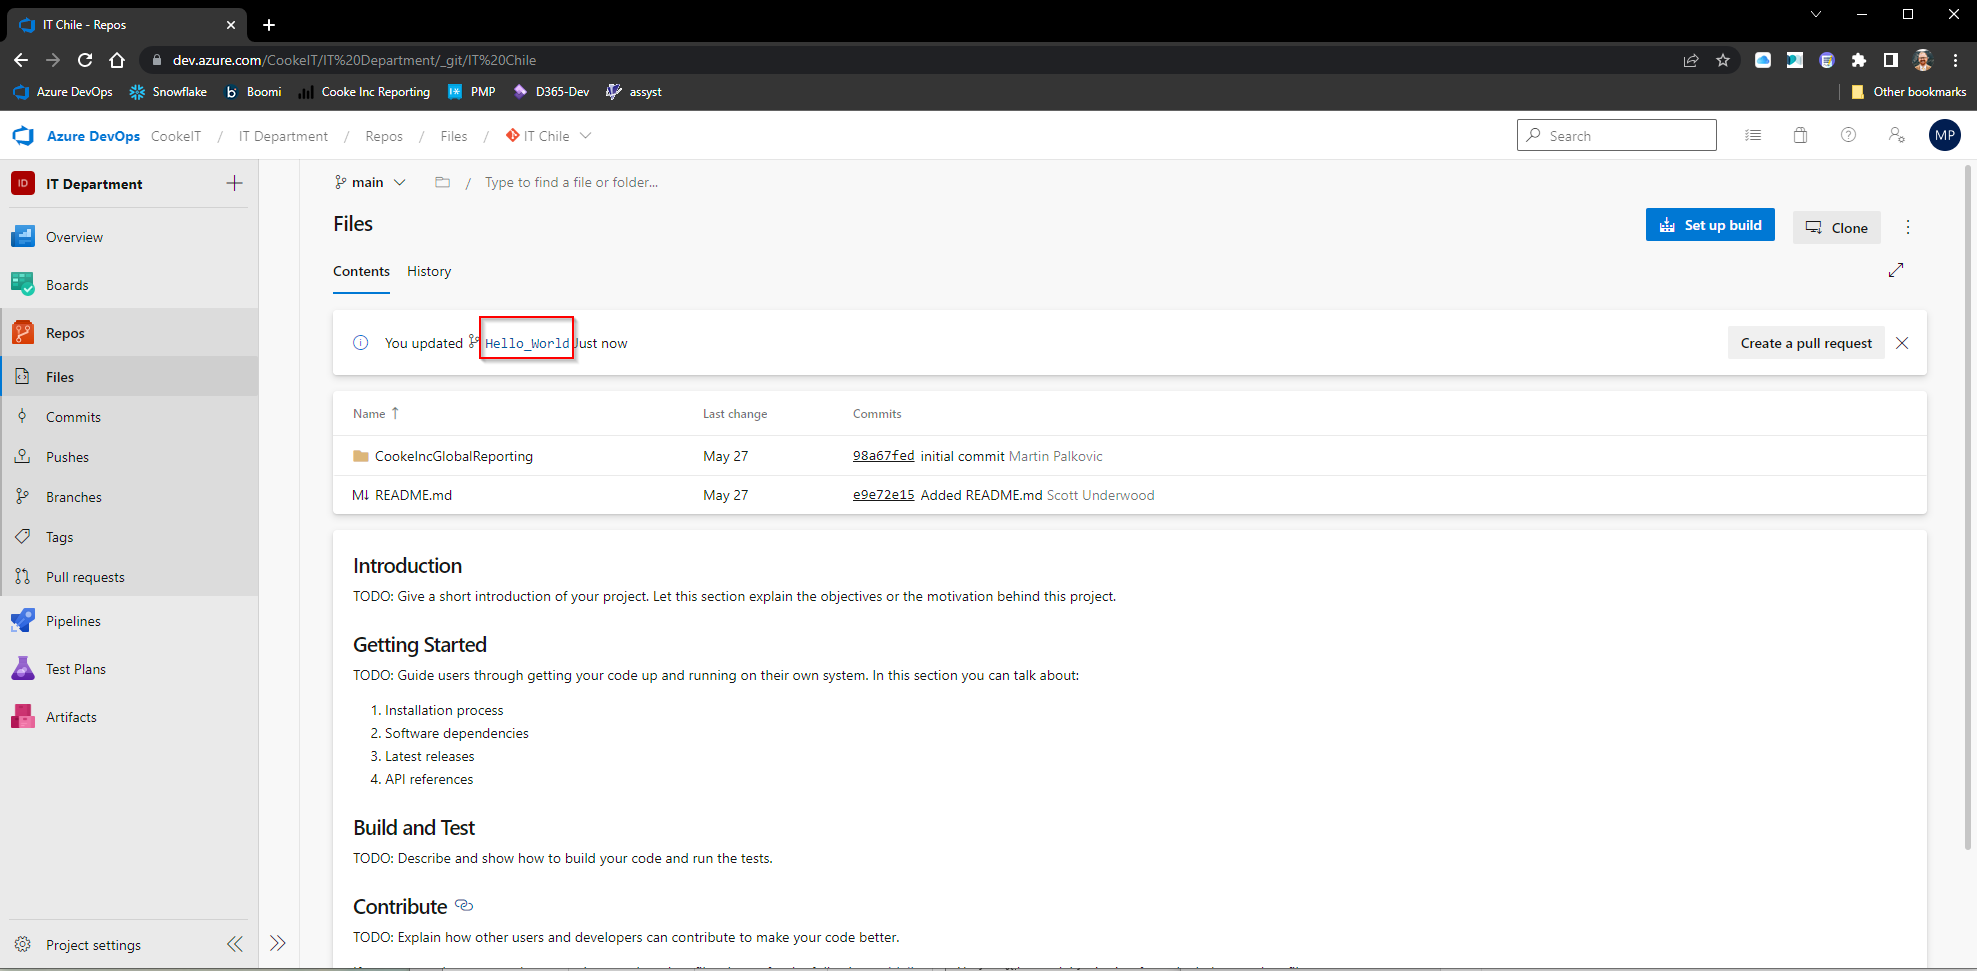 IT Chile - Repos
dev.azure.com/CookeIT/IT%20Department/_git/IT%20Chile
Azure DevOps Snowflake b Boomi Cooke Inc Reporting PMP D365-Dev assyst Other bookmarks
Azure DevOps CookeIT / IT Department / Repos / Files / IT Chile Search MP
ID IT Department
Overview
Boards
Repos
Files
Commits
Pushes
Branches
Tags
Pull requests
Pipelines
Test Plans
Artifacts
Project settings
main / Type to find a file or folder...
Files Set up build Clone
Contents History
You updated Hello_World Just now Create a pull request
Name Last change Commits
CookeIncGlobalReporting May 27 98a67fed initial commit Martin Palkovic
M↓ README.md May 27 e9e72e15 Added README.md Scott Underwood
Introduction
TODO: Give a short introduction of your project. Let this section explain the objectives or the motivation behind this project.
Getting Started
TODO: Guide users through getting your code up and running on their own system. In this section you can talk about:
1. Installation process
2. Software dependencies
3. Latest releases
4. API references
Build and Test
TODO: Describe and show how to build your code and run the tests.
Contribute
TODO: Explain how other users and developers can contribute to make your code better.